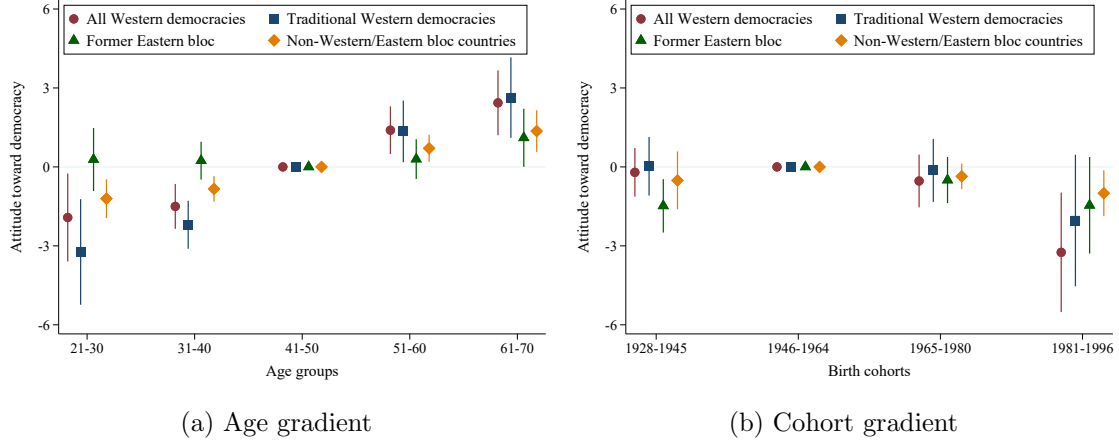 All Western democracies Traditional Western democracies
Former Eastern bloc Non-Western/Eastern bloc countries
6
3
0
-3
-6
Attitude toward democracy
21-30 31-40 41-50 51-60 61-70
Age groups
(a) Age gradient
All Western democracies Traditional Western democracies
Former Eastern bloc Non-Western/Eastern bloc countries
6
3
0
-3
-6
Attitude toward democracy
1928-1945 1946-1964 1965-1980 1981-1996
Birth cohorts
(b) Cohort gradient